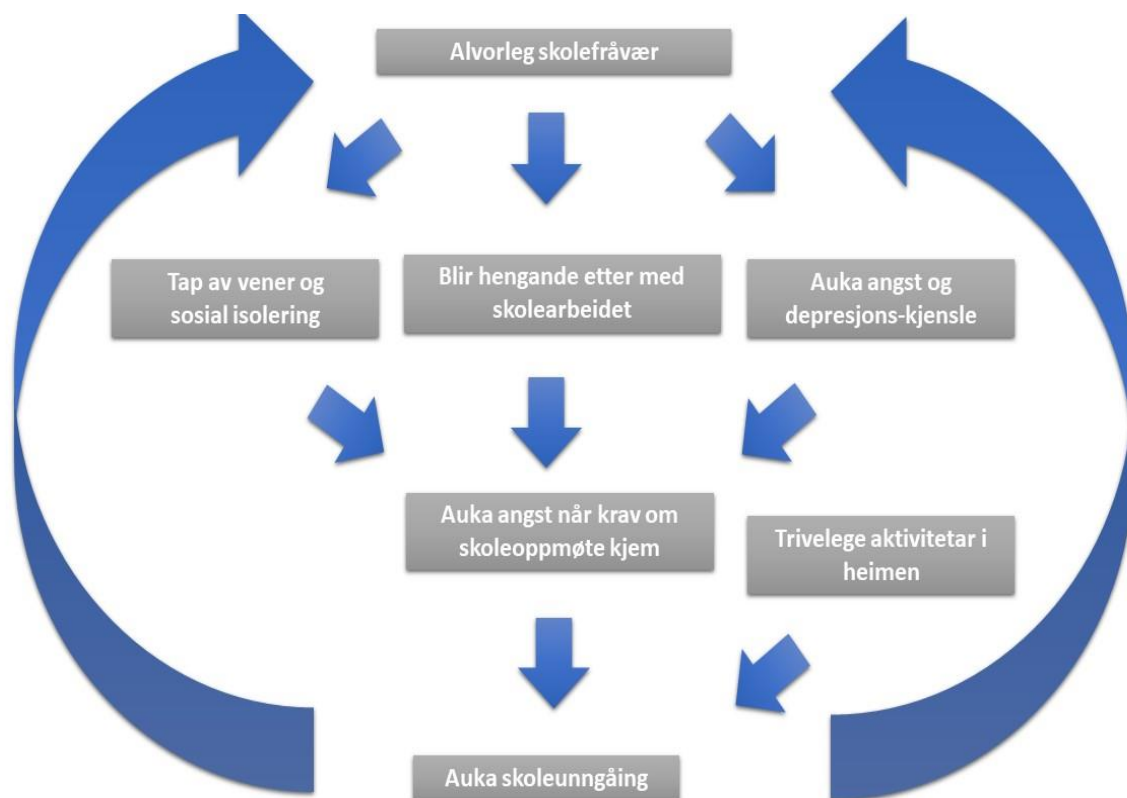 Alvorleg skolefråvær
Tap av vener og
sosial isolering
Blir hengande etter med
skolearbeidet
Auka angst og
depresjons-kjensle
Auka angst når krav om
skoleoppmøte kjem
Trivelege aktivitetar i
heimen
Auka skoleunngåing